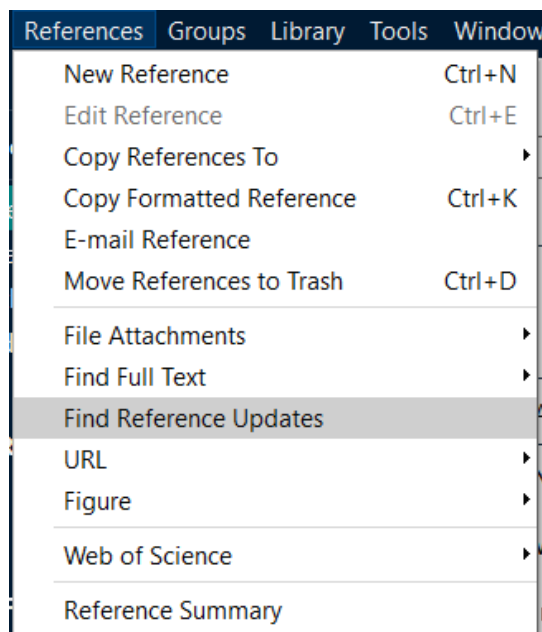 References Groups Library Tools Window
New Reference Ctrl+N
Edit Reference Ctrl+E
Copy References To
Copy Formatted Reference Ctrl+K
E-mail Reference
Move References to Trash Ctrl+D
File Attachments
Find Full Text
Find Reference Updates
URL
Figure
Web of Science
Reference Summary